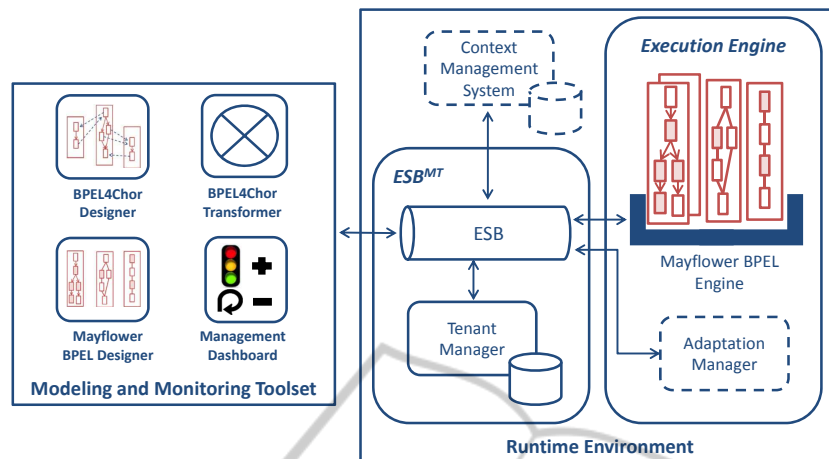 BPEL4Chor
Designer
BPEL4Chor
Transformer
Mayflower
BPEL Designer
Management
Dashboard
Modeling and Monitoring Toolset
Context
Management
System
ESBMT
ESB
Tenant
Manager
Execution Engine
Mayflower BPEL
Engine
Adaptation
Manager
Runtime Environment